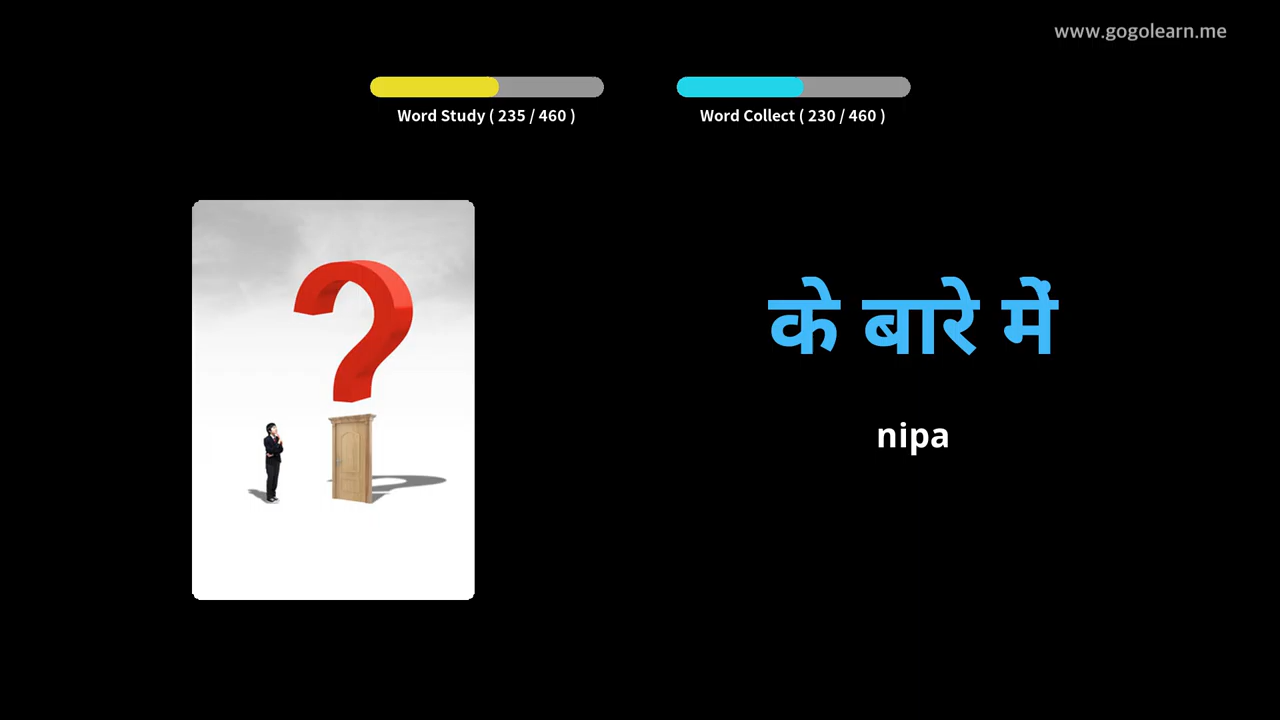 www.gogolearn.me
Word Study ( 235 / 460 )
Word Collect ( 230 / 460 )
के बारे में
nipa